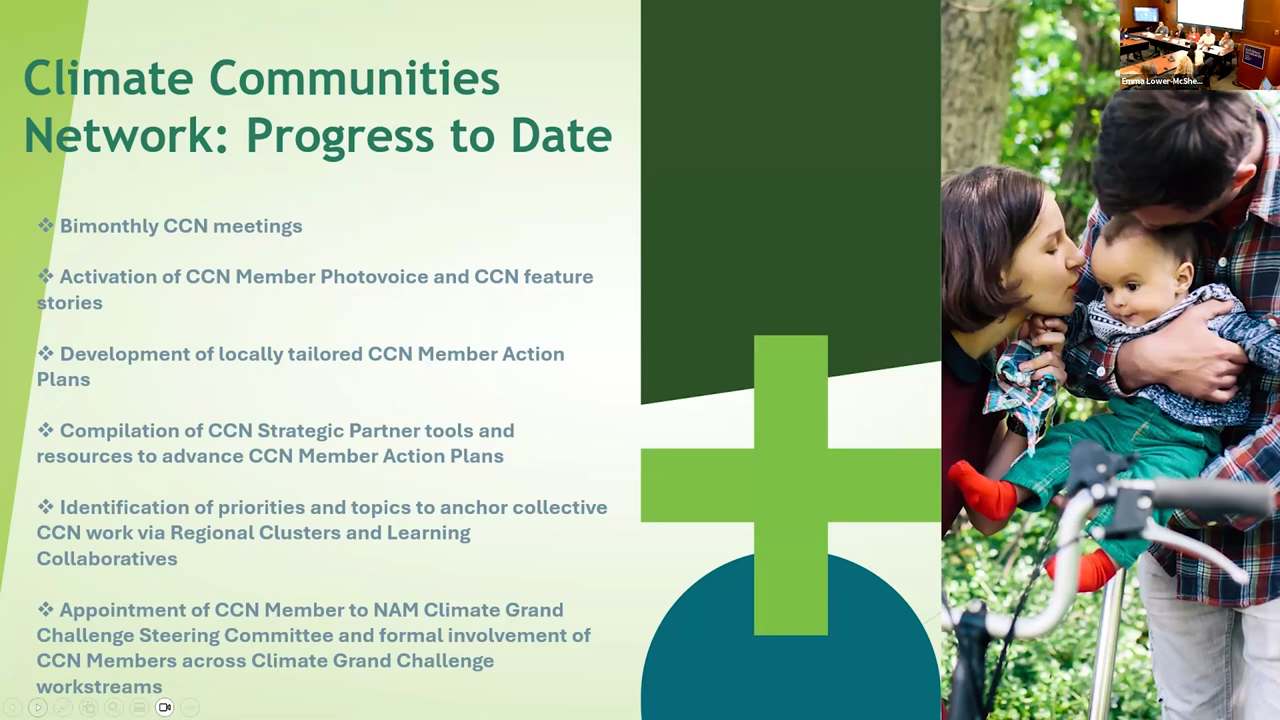 Climate Communities
Network: Progress to Date
❖ Bimonthly CCN meetings
❖ Activation of CCN Member Photovoice and CCN feature
stories
❖ Development of locally tailored CCN Member Action
Plans
❖ Compilation of CCN Strategic Partner tools and
resources to advance CCN Member Action Plans
❖ Identification of priorities and topics to anchor collective
CCN work via Regional Clusters and Learning
Collaboratives
❖ Appointment of CCN Member to NAM Climate Grand
Challenge Steering Committee and formal involvement of
CCN Members across Climate Grand Challenge
workstreams
Emma Lower-McShe...